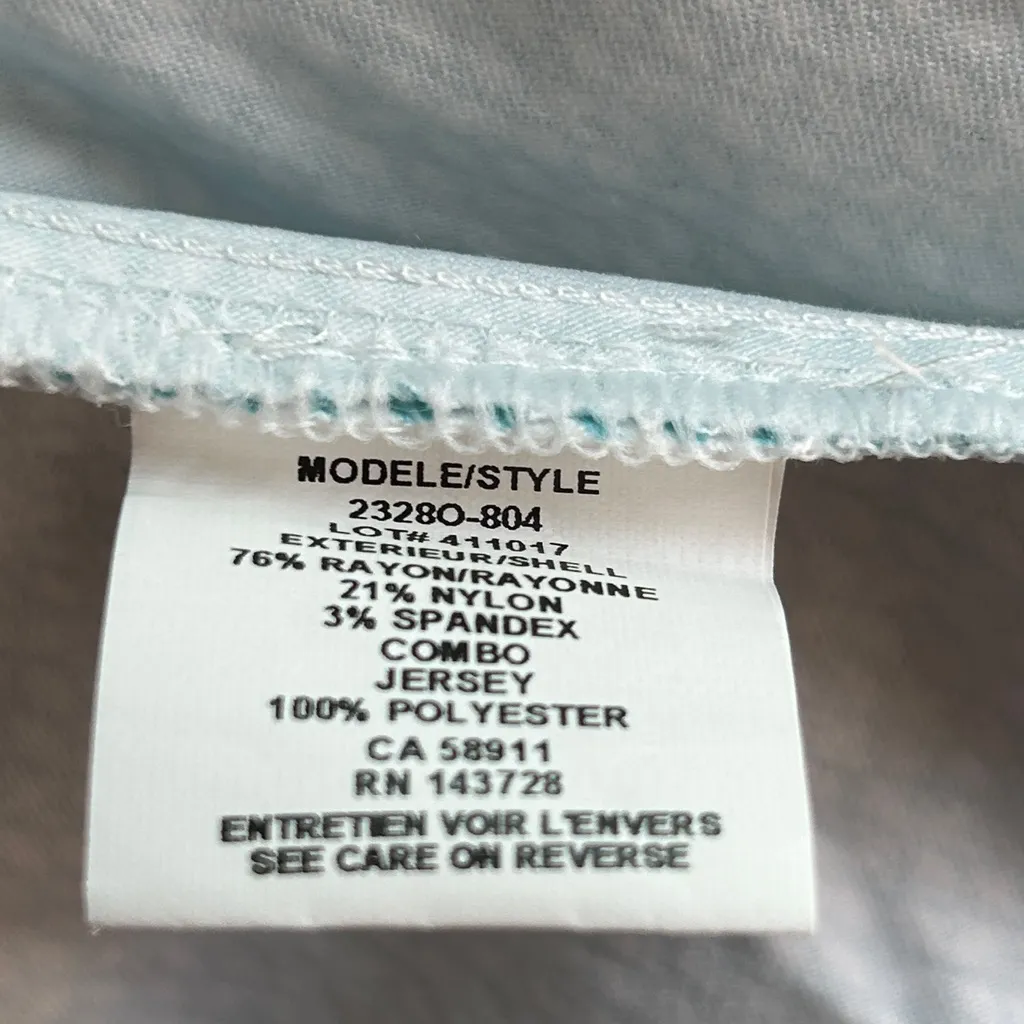 MODELE/STYLE
2328O-804
LOT# 411017
EXTERIEUR/SHELL
76% RAYON/RAYONNE
21% NYLON
3% SPANDEX
COMBO
JERSEY
100% POLYESTER
CA 58911
RN 143728
ENTRETIEN VOIR L'ENVERS
SEE CARE ON REVERSE